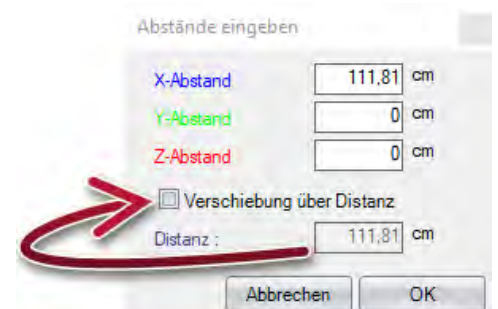 Abstände eingeben
X-Abstand 111,81 cm
Y-Abstand 0 cm
Z-Abstand 0 cm
Verschiebung über Distanz
Distanz : 111,81 cm
Abbrechen OK